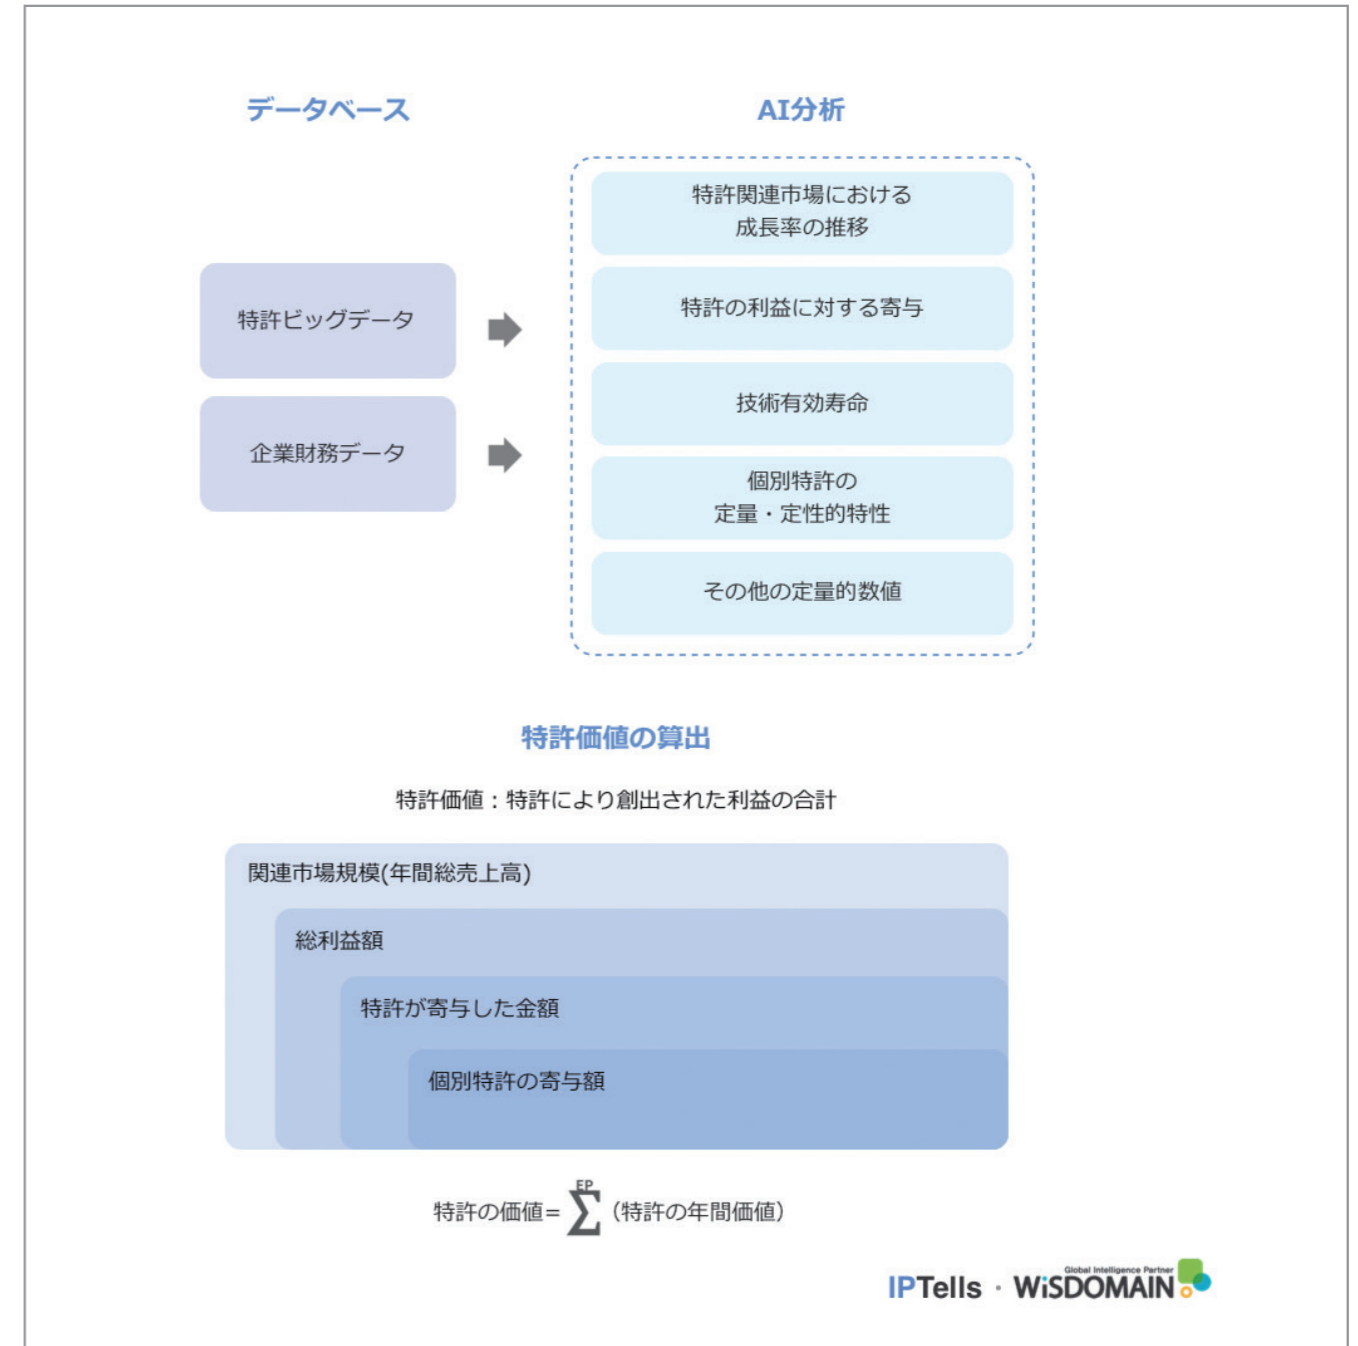 データベース
AI分析
特許関連市場における
成長率の推移
特許ビッグデータ
特許の利益に対する寄与
企業財務データ
技術有効寿命
個別特許の
定量・定性的特性
その他の定量的数値
特許価値の算出
特許価値：特許により創出された利益の合計
関連市場規模(年間総売上高)
総利益額
特許が寄与した金額
個別特許の寄与額
EP
特許の価値=∑（特許の年間価値）
Global Intelligence Partner
IPTells · WiSDOMAIN